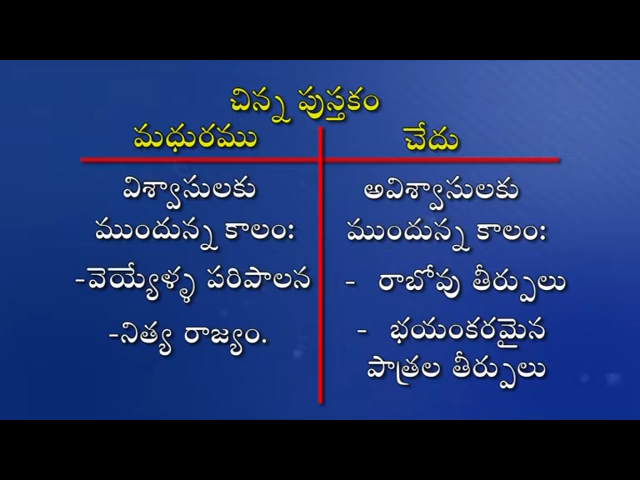 చిన్న పుస్తకం
మధురము
చేదు
విశ్వాసులకు
ముందున్న కాలం:
-వెయ్యేళ్ళ పరిపాలన
-నిత్య రాజ్యం.
అవిశ్వాసులకు
ముందున్న కాలం:
- రాబోవు తీర్పులు
- భయంకరమైన
పాత్రల తీర్పులు